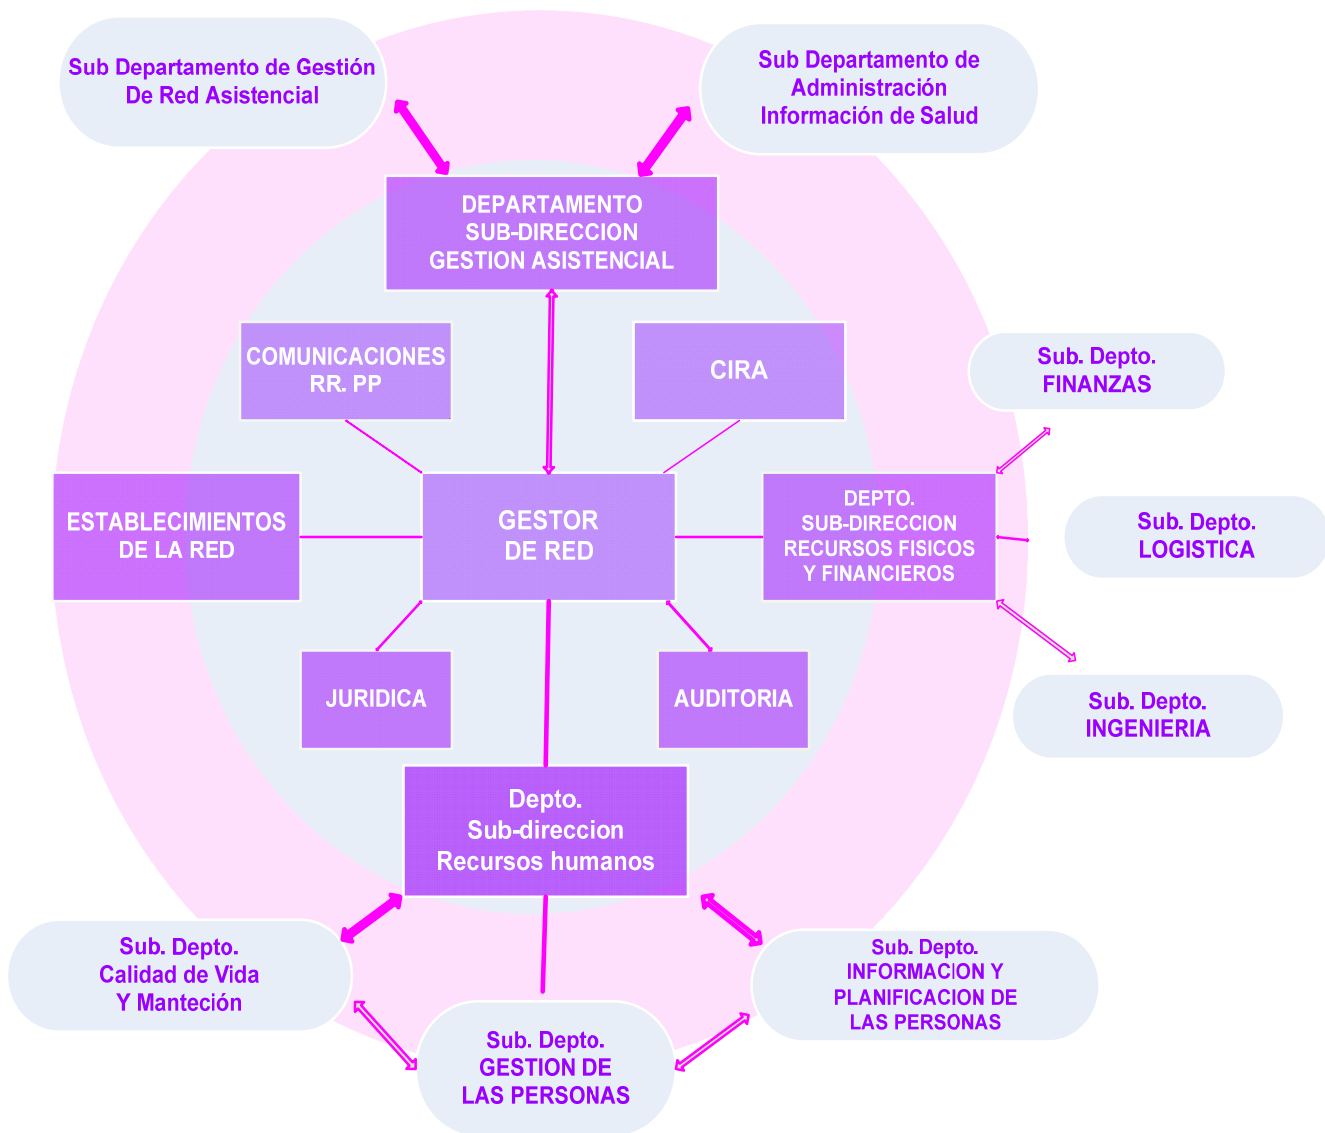 Sub Departamento de Gestión
De Red Asistencial
Sub Departamento de
Administración
Información de Salud
DEPARTAMENTO
SUB-DIRECCION
GESTION ASISTENCIAL
COMUNICACIONES
RR. PP
CIRA
Sub. Depto.
FINANZAS
ESTABLECIMIENTOS
DE LA RED
GESTOR
DE RED
DEPTO.
SUB-DIRECCION
RECURSOS FISICOS
Y FINANCIEROS
Sub. Depto.
LOGISTICA
JURIDICA
AUDITORIA
Sub. Depto.
INGENIERIA
Depto.
Sub-direccion
Recursos humanos
Sub. Depto.
Calidad de Vida
Y Manteción
Sub. Depto.
INFORMACION Y
PLANIFICACION DE
LAS PERSONAS
Sub. Depto.
GESTION DE
LAS PERSONAS